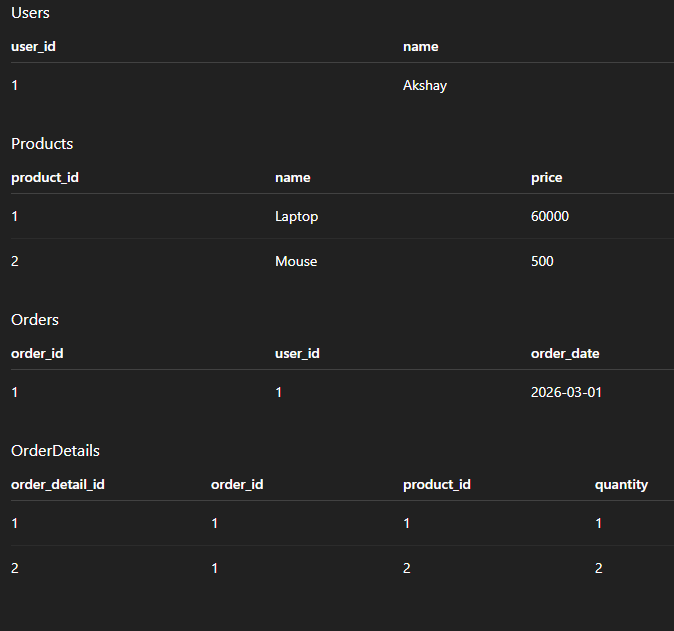 Users
user_id name
1 Akshay
Products
product_id name price
1 Laptop 60000
2 Mouse 500
Orders
order_id user_id order_date
1 1 2026-03-01
OrderDetails
order_detail_id order_id product_id quantity
1 1 1 1
2 1 2 2